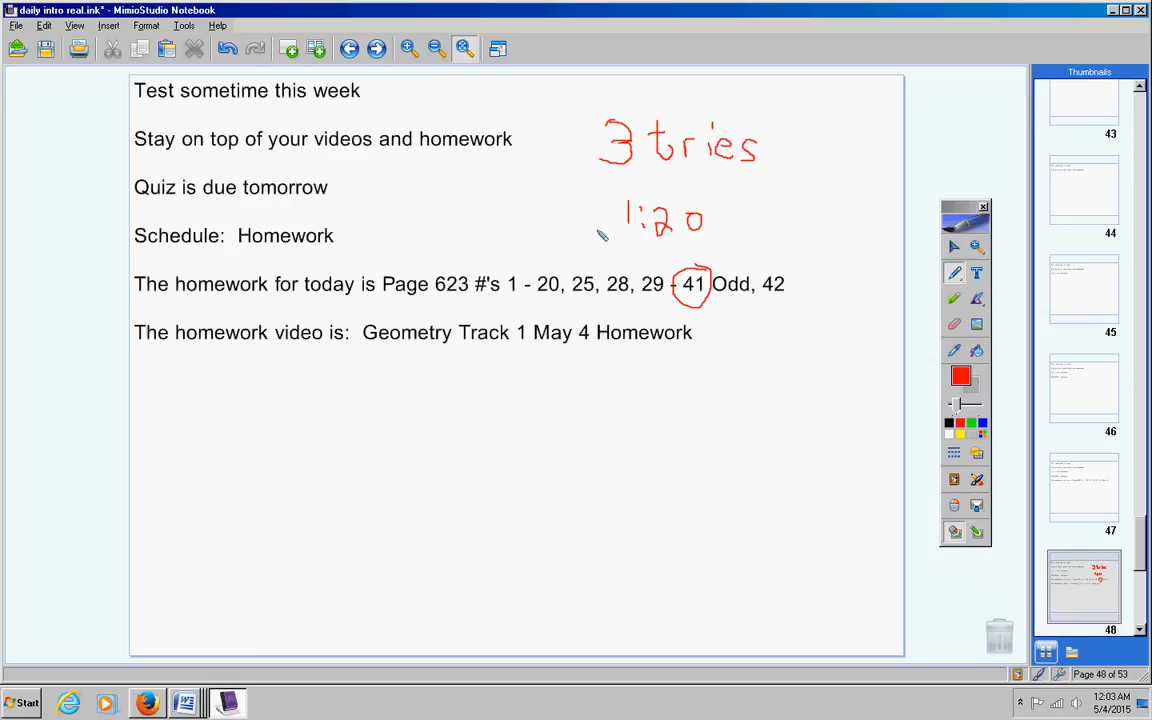 daily intro real.ink* - MimioStudio Notebook
File Edit View Insert Format Tools Help
Thumbnails
Test sometime this week
Stay on top of your videos and homework
3 tries
Quiz is due tomorrow
1:20
Schedule: Homework
The homework for today is Page 623 #'s 1 - 20, 25, 28, 29 - 41 Odd, 42
The homework video is: Geometry Track 1 May 4 Homework
43
44
45
46
47
48
Page 48 of 53
Start
12:03 AM
5/4/2015